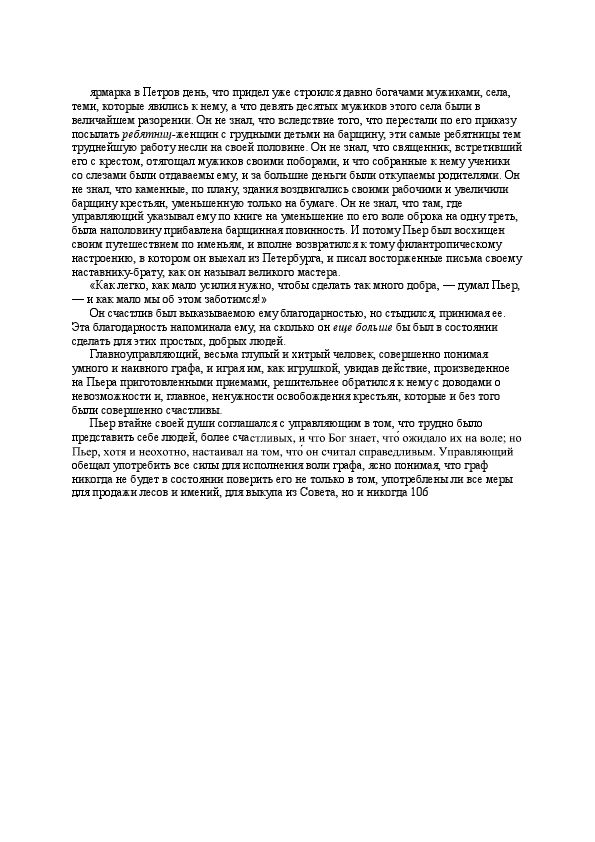 ярмарка в Петров день, что придел уже строился давно богачами мужиками, села,
теми, которые явились к нему, а что девять десятых мужиков этого села были в
величайшем разорении. Он не знал, что вследствие того, что перестали по его приказу
посылать ребятниц-женщин с грудными детьми на барщину, эти самые ребятницы тем
труднейшую работу несли на своей половине. Он не знал, что священник, встретивший
его с крестом, отягощал мужиков своими поборами, и что собранные к нему ученики
со слезами были отдаваемы ему, и за большие деньги были откупаемы родителями. Он
не знал, что каменные, по плану, здания воздвигались своими рабочими и увеличили
барщину крестьян, уменьшенную только на бумаге. Он не знал, что там, где
управляющий указывал ему по книге на уменьшение по его воле оброка на одну треть,
была наполовину прибавлена барщинная повинность. И потому Пьер был восхищен
своим путешествием по именьям, и вполне возвратился к тому филантропическому
настроению, в котором он выехал из Петербурга, и писал восторженные письма своему
наставнику-брату, как он называл великого мастера.
«Как легко, как мало усилия нужно, чтобы сделать так много добра, — думал Пьер,
— и как мало мы об этом заботимся!»
Он счастлив был выказываемою ему благодарностью, но стыдился, принимая ее.
Эта благодарность напоминала ему, на сколько он еще больше бы был в состоянии
сделать для этих простых, добрых людей.
Главноуправляющий, весьма глупый и хитрый человек, совершенно понимая
умного и наивного графа, и играя им, как игрушкой, увидав действие, произведенное
на Пьера приготовленными приемами, решительнее обратился к нему с доводами о
невозможности и, главное, ненужности освобождения крестьян, которые и без того
были совершенно счастливы.
Пьер втайне своей души соглашался с управляющим в том, что трудно было
представить себе людей, более счастливых, и что Бог знает, что́ ожидало их на воле; но
Пьер, хотя и неохотно, настаивал на том, что́ он считал справедливым. Управляющий
обещал употребить все силы для исполнения воли графа, ясно понимая, что граф
никогда не будет в состоянии поверить его не только в том, употреблены ли все меры
для продажи лесов и имений, для выкупа из Совета, но и никогда 106